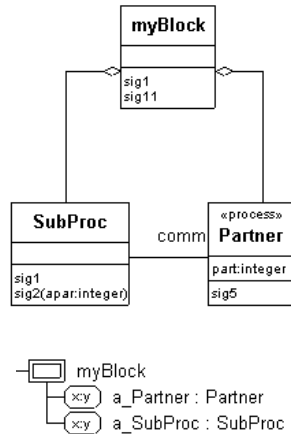 myBlock
sig1
sig11
SubProc
sig1
sig2(apar:integer)
comm
«process»
Partner
part:integer
sig5
myBlock
x:y a_Partner : Partner
x:y a_SubProc : SubProc